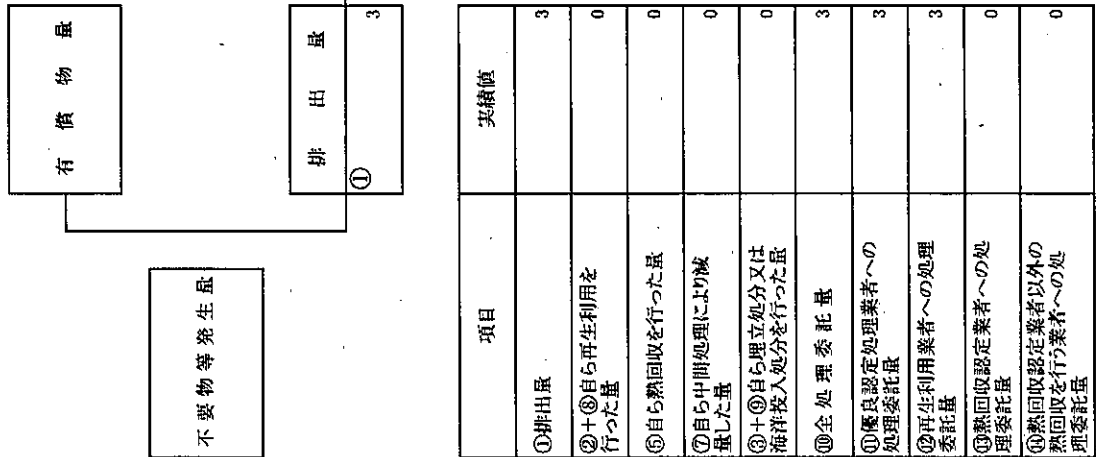 有償物量
不要物等発生量
排出量
①
3
項目
実績値
①排出量
3
②+⑧自ら再生利用を
行った量
0
⑤自ら熱回収を行った量
0
⑦自ら中間処理により減
量した量
0
③+⑨自ら埋立処分又は
海洋投入処分を行った量
0
⑩全処理委託量
3
⑪優良認定処理業者への
処理委託量
3
⑫再生利用業者への処理
委託量
3
⑬熱回収認定業者への処
理委託量
0
⑭熱回収認定業者以外の
熱回収を行う業者への処
理委託量
0